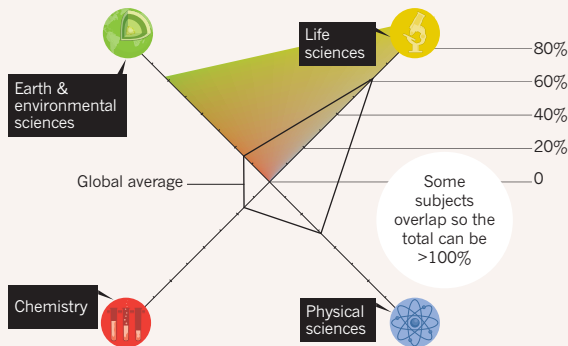 Life
sciences
80%
Earth &
environmental
sciences
60%
40%
20%
Global average
0
Some
subjects
overlap so the
total can be
>100%
Chemistry
Physical
sciences